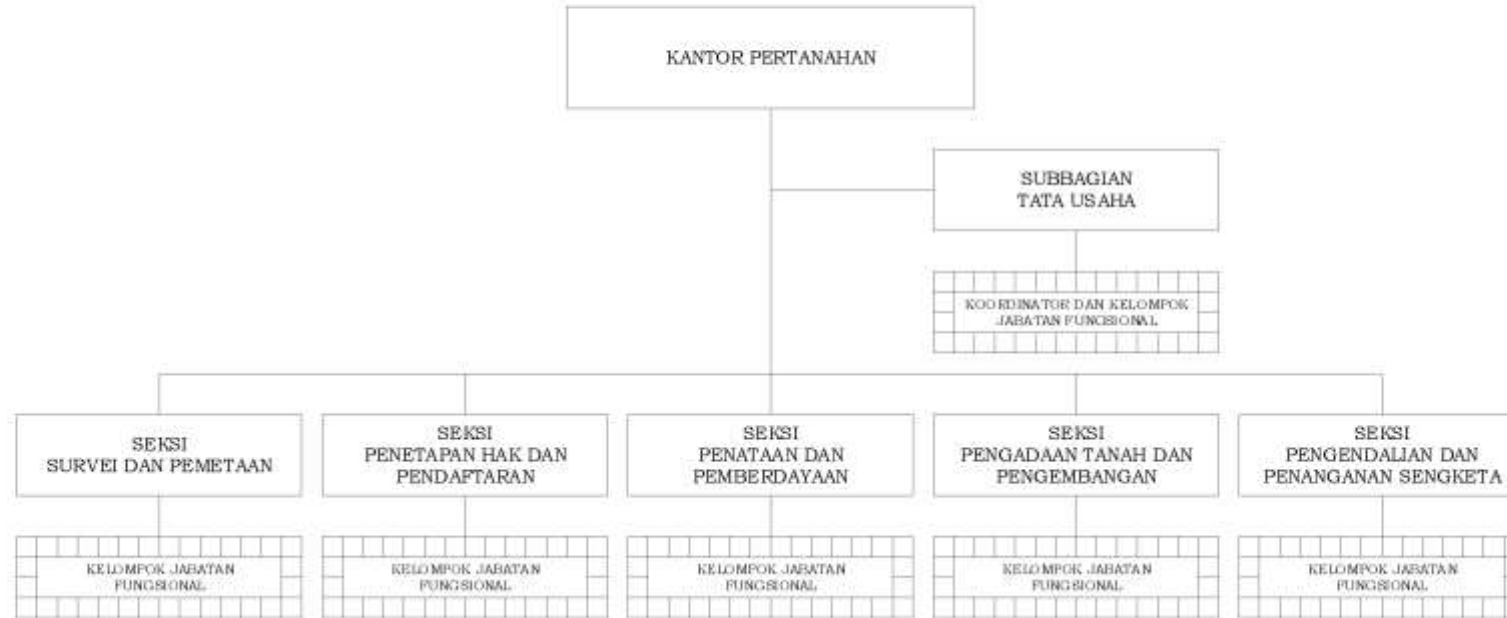 KANTOR PERTANAHAN
SUBBAGIAN
TATA USAHA
KOORDINATOR DAN KELOMPOK
JABATAN FUNGSIONAL
SEKSI
SURVEI DAN PEMETAAN
SEKSI
PENETAPAN HAK DAN
PENDAFTARAN
SEKSI
PENATAAN DAN
PEMBERDAYAAN
SEKSI
PENGADAAN TANAH DAN
PENGEMBANGAN
SEKSI
PENGENDALIAN DAN
PENANGANAN SENGKETA
KELOMPOK JABATAN
FUNGSIONAL
KELOMPOK JABATAN
FUNGSIONAL
KELOMPOK JABATAN
FUNGSIONAL
KELOMPOK JABATAN
FUNGSIONAL
KELOMPOK JABATAN
FUNGSIONAL